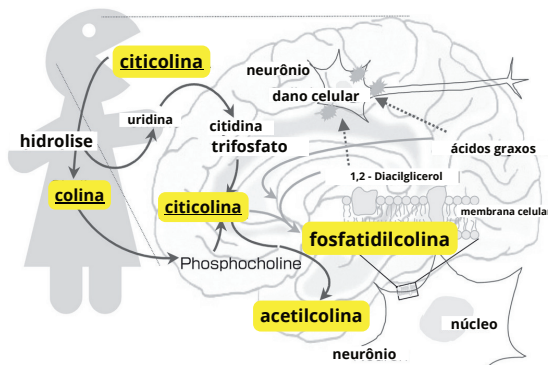 citicolina
neurônio
dano celular
uridina
citidina
trifosfato
hidrolise
ácidos graxos
1,2 - Diacilglicerol
colina
citicolina
membrana celular
fosfatidilcolina
Phosphocholine
acetilcolina
núcleo
neurônio